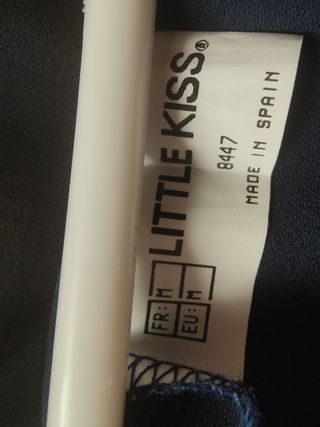 LITTLE KISS®
8447
MADE IN SPAIN
FR: M
EU: M